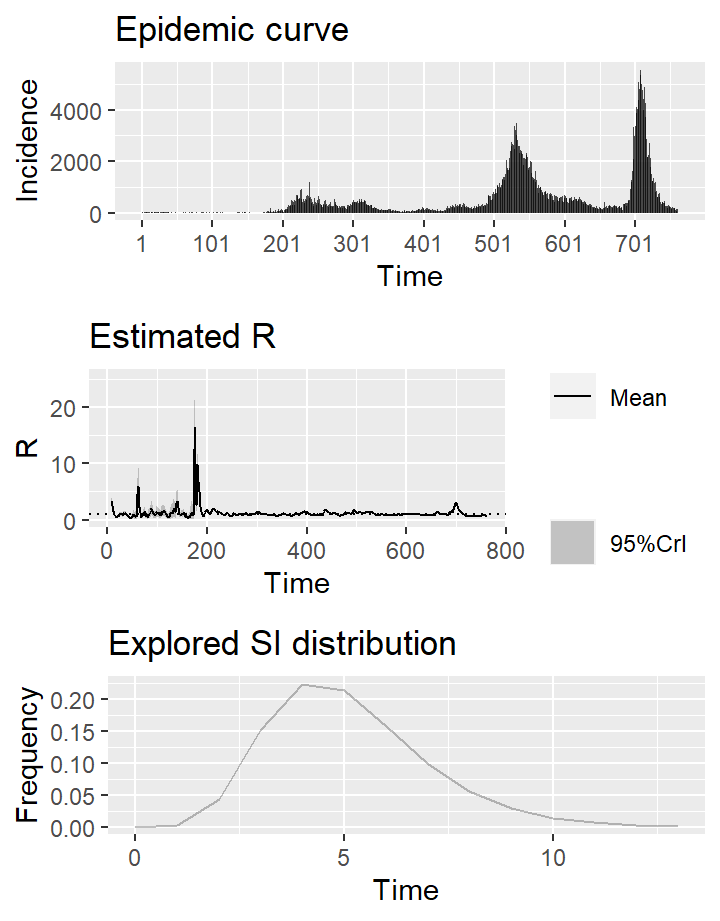 Epidemic curve
Incidence
4000
2000
0
1 101 201 301 401 501 601 701
Time
Estimated R
R
20
10
0
0 200 400 600 800
Time
Mean
95%CrI
Explored SI distribution
Frequency
0.20
0.15
0.10
0.05
0.00
0 5 10
Time